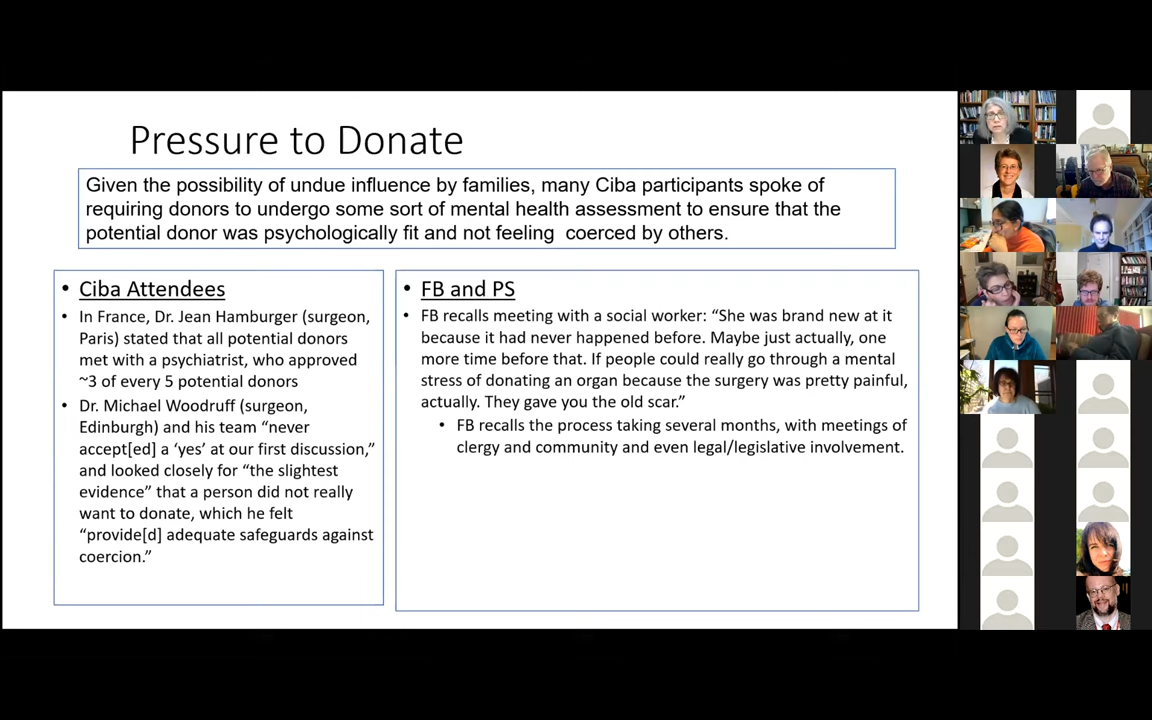 Pressure to Donate
Given the possibility of undue influence by families, many Ciba participants spoke of
requiring donors to undergo some sort of mental health assessment to ensure that the
potential donor was psychologically fit and not feeling  coerced by others.
• Ciba Attendees
• In France, Dr. Jean Hamburger (surgeon,
Paris) stated that all potential donors
met with a psychiatrist, who approved
~3 of every 5 potential donors
• Dr. Michael Woodruff (surgeon,
Edinburgh) and his team “never
accept[ed] a ‘yes’ at our first discussion,”
and looked closely for “the slightest
evidence” that a person did not really
want to donate, which he felt
“provide[d] adequate safeguards against
coercion.”
• FB and PS
• FB recalls meeting with a social worker: “She was brand new at it
because it had never happened before. Maybe just actually, one
more time before that. If people could really go through a mental
stress of donating an organ because the surgery was pretty painful,
actually. They gave you the old scar.”
• FB recalls the process taking several months, with meetings of
clergy and community and even legal/legislative involvement.